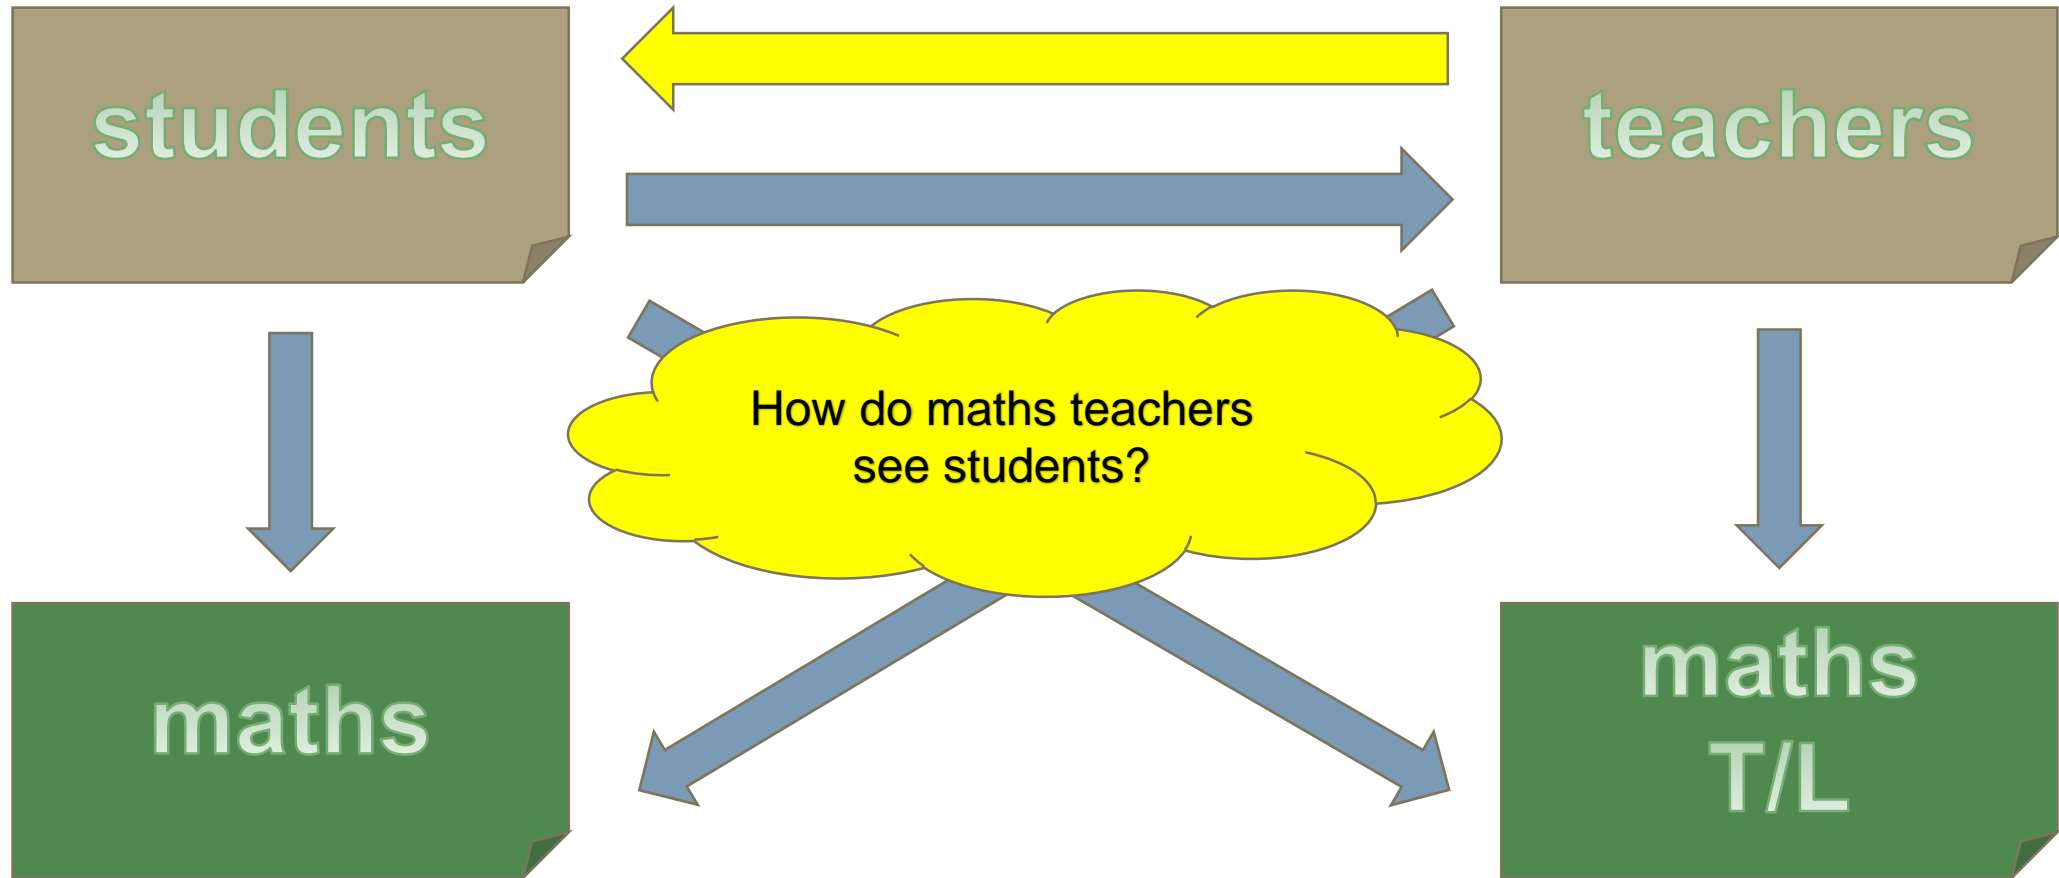 students
teachers
How do maths teachers
see students?
maths
maths
T/L